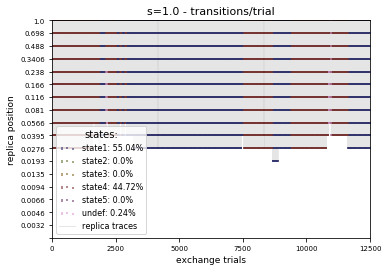 s=1.0 - transitions/trial
replica position
1.0
0.698
0.488
0.3406
0.238
0.166
0.116
0.081
0.0566
0.0395
0.0276
0.0193
0.0135
0.0094
0.0066
0.0046
0.0032
states:
state1: 55.04%
state2: 0.0%
state3: 0.0%
state4: 44.72%
state5: 0.0%
undef: 0.24%
replica traces
0 2500 5000 7500 10000 12500
exchange trials